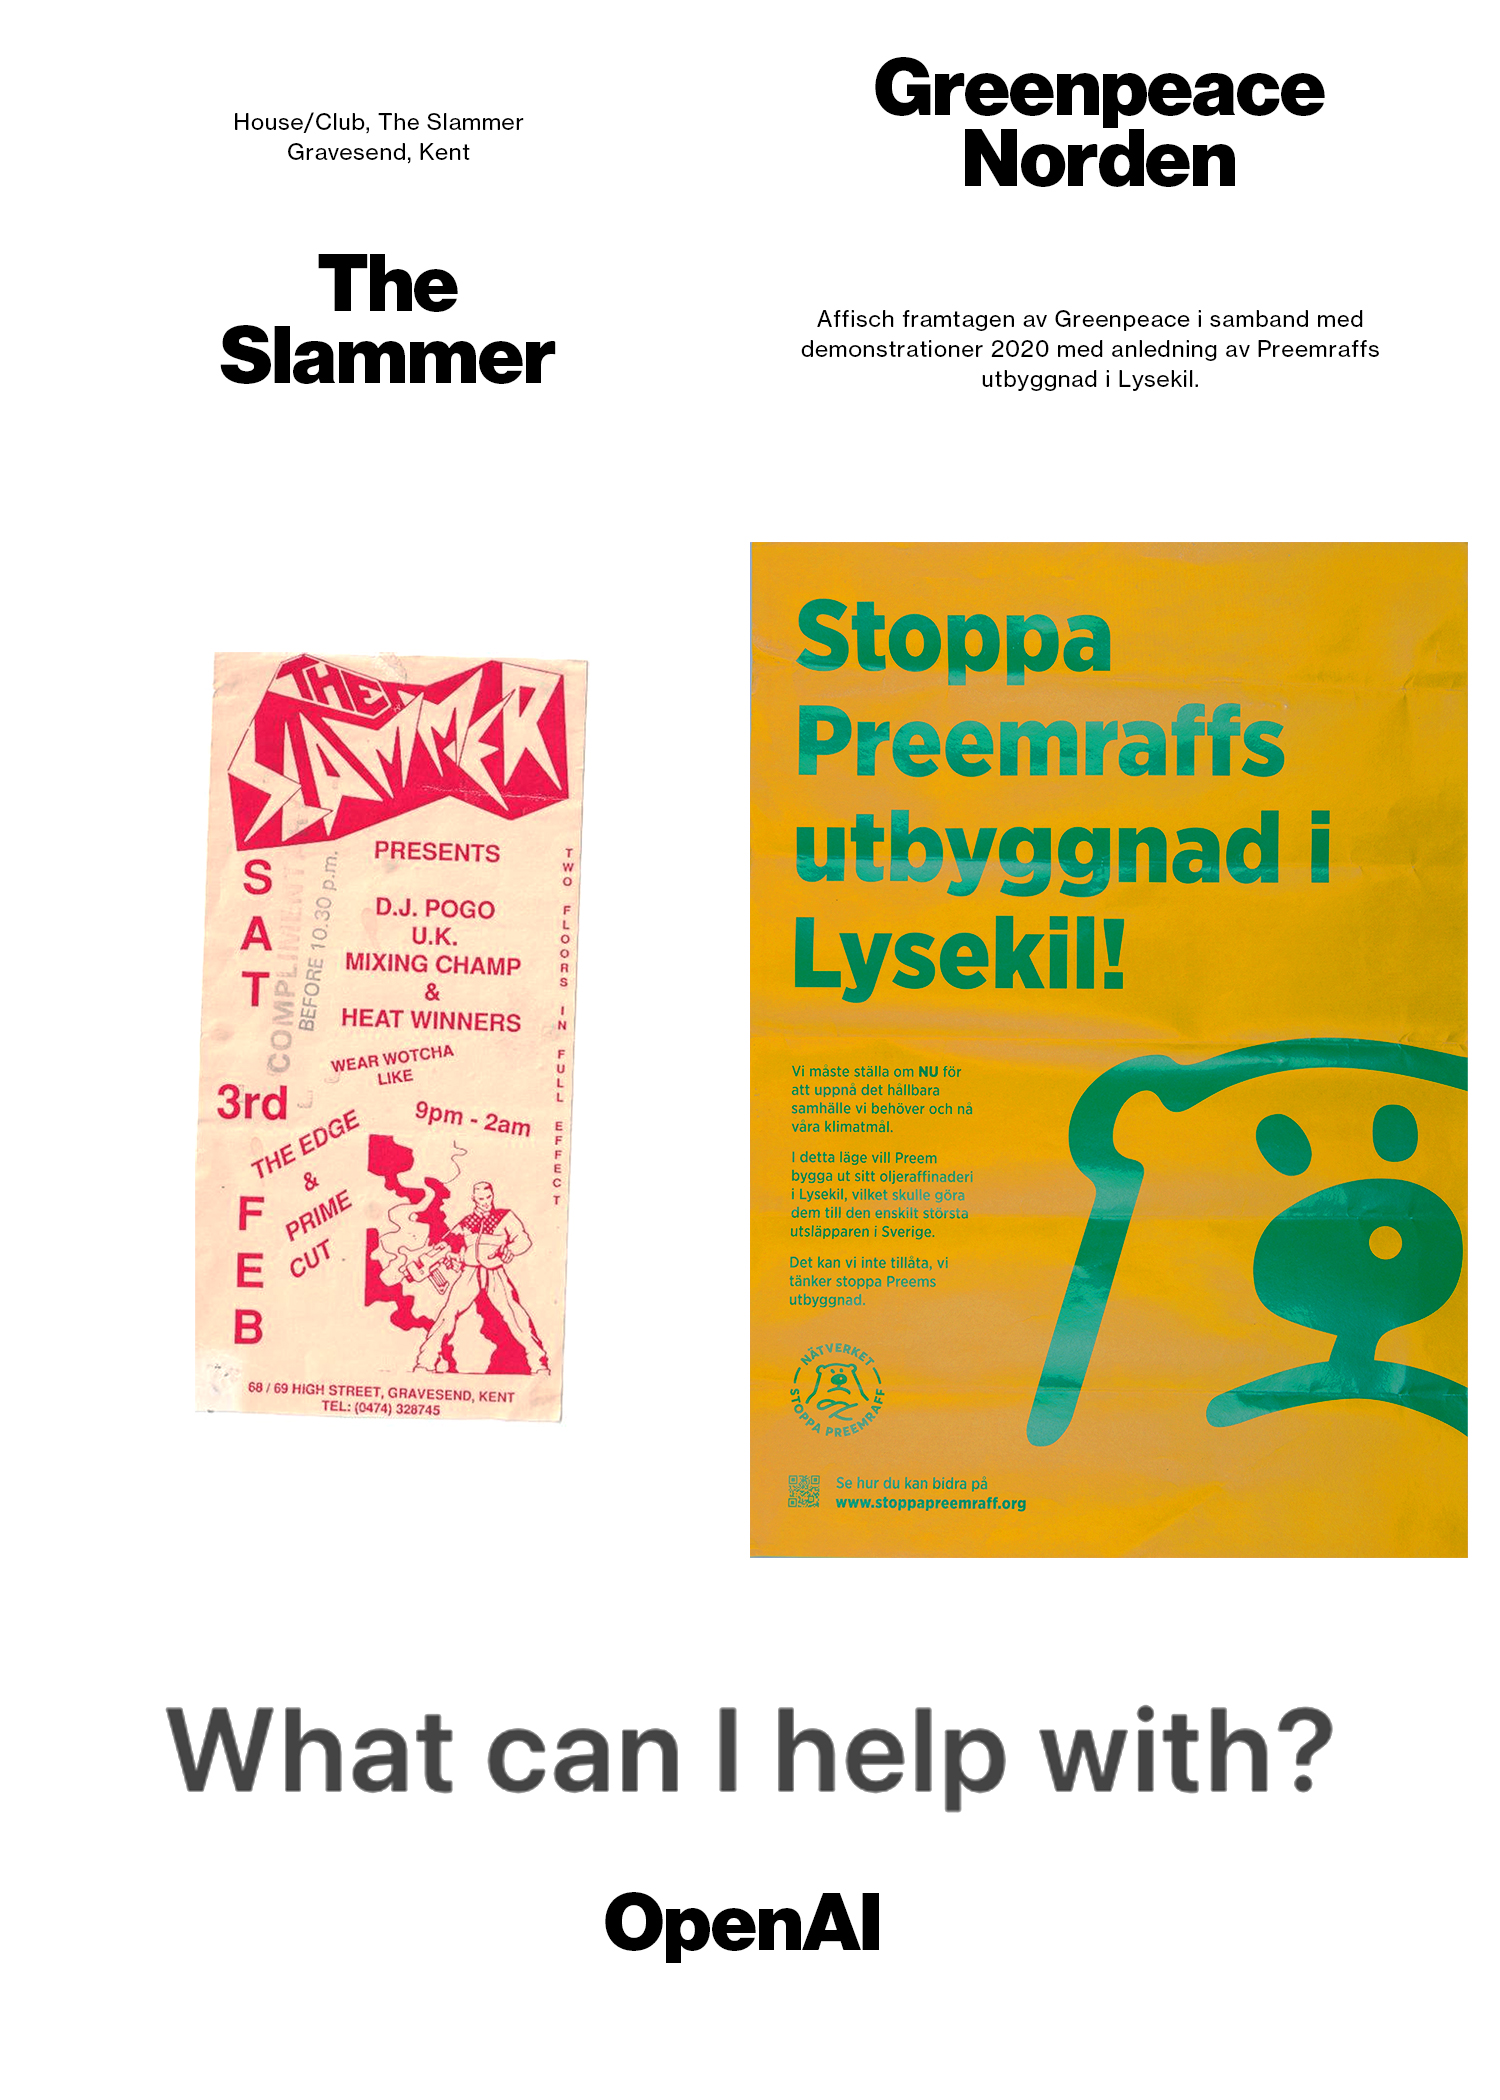 House/Club, The Slammer
Gravesend, Kent
The
Slammer
THE
SLAMMER
SAT
3rd
FEB
COMPLIMENTARY
BEFORE 10.30 p.m.
PRESENTS
D.J. POGO
U.K.
MIXING CHAMP
&
HEAT WINNERS
WEAR WOTCHA
LIKE
9pm - 2am
THE EDGE
&
PRIME
CUT
TWO FLOORS IN FULL EFFECT
68 / 69 HIGH STREET, GRAVESEND, KENT
TEL: (0474) 328745
Greenpeace
Norden
Affisch framtagen av Greenpeace i samband med
demonstrationer 2020 med anledning av Preemraffs
utbyggnad i Lysekil.
Stoppa
Preemraffs
utbyggnad i
Lysekil!
Vi måste ställa om NU för
att uppnå det hållbara
samhälle vi behöver och nå
våra klimatmål.
I detta läge vill Preem
bygga ut sitt oljeraffinaderi
i Lysekil, vilket skulle göra
dem till den enskilt största
utsläpparen i Sverige.
Det kan vi inte tillåta, vi
tänker stoppa Preems
utbyggnad.
NÄTVERKET
STOPPA PREEMRAFF
Se hur du kan bidra på
www.stoppapreemraff.org
What can I help with?
OpenAI